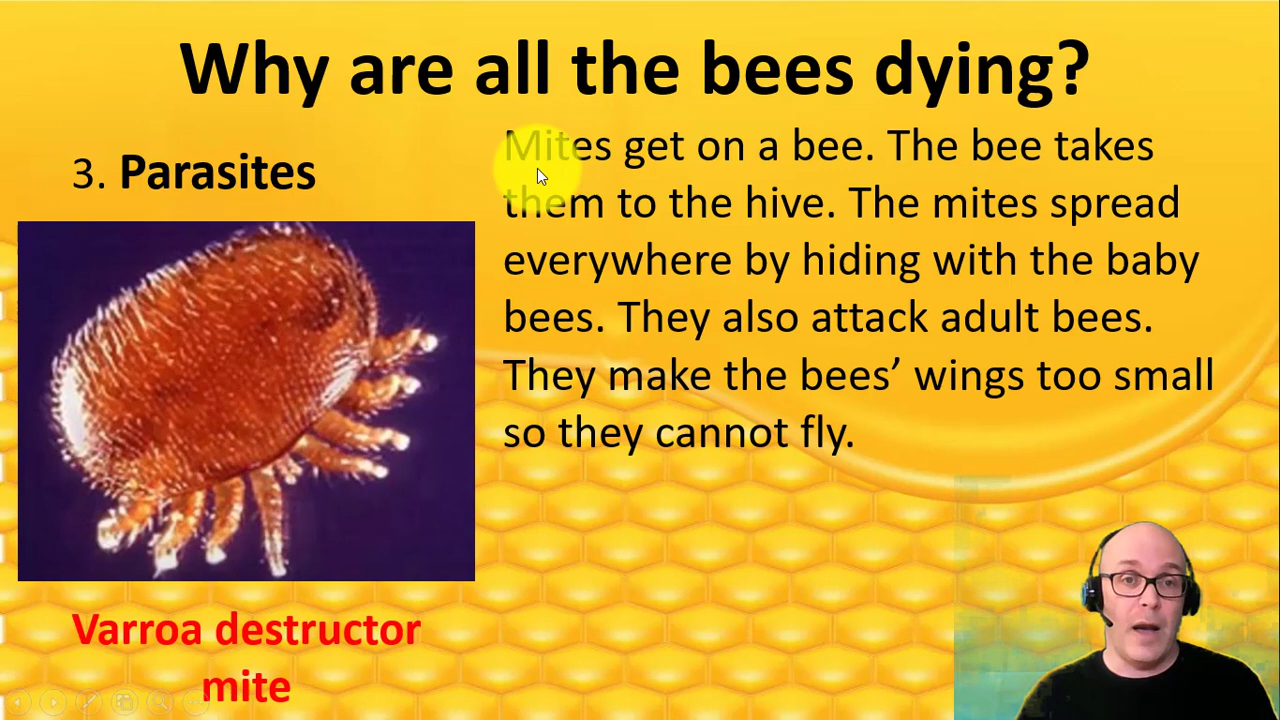 Why are all the bees dying?
3. Parasites
Mites get on a bee. The bee takes
them to the hive. The mites spread
everywhere by hiding with the baby
bees. They also attack adult bees.
They make the bees’ wings too small
so they cannot fly.
Varroa destructor
mite